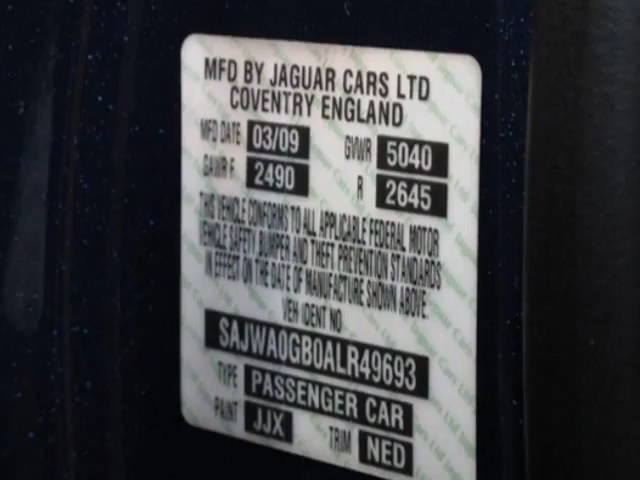 MFD BY JAGUAR CARS LTD
COVENTRY ENGLAND
MFD DATE 03/09 GVWR 5040
GAWR F 2490 R 2645
THIS VEHICLE CONFORMS TO ALL APPLICABLE FEDERAL MOTOR
VEHICLE SAFETY, BUMPER AND THEFT PREVENTION STANDARDS
IN EFFECT ON THE DATE OF MANUFACTURE SHOWN ABOVE.
VEH IDENT NO
SAJWA0GB0ALR49693
TYPE PASSENGER CAR
PAINT JJX TRIM NED